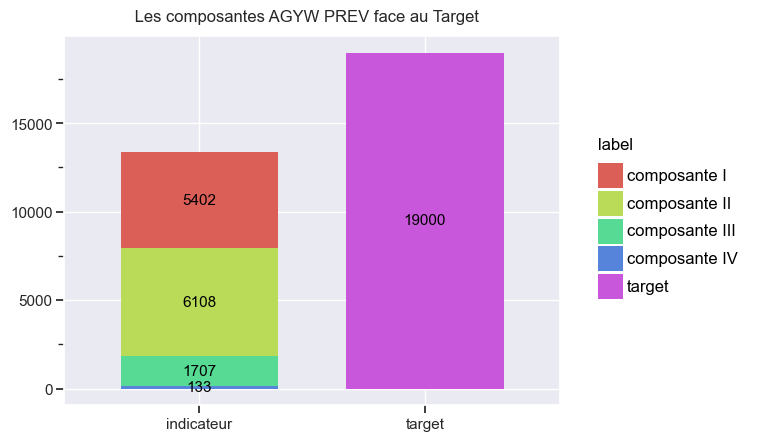 Les composantes AGYW PREV face au Target
15000
10000
5000
0
5402
6108
1707
133
19000
indicateur
target
label
composante I
composante II
composante III
composante IV
target